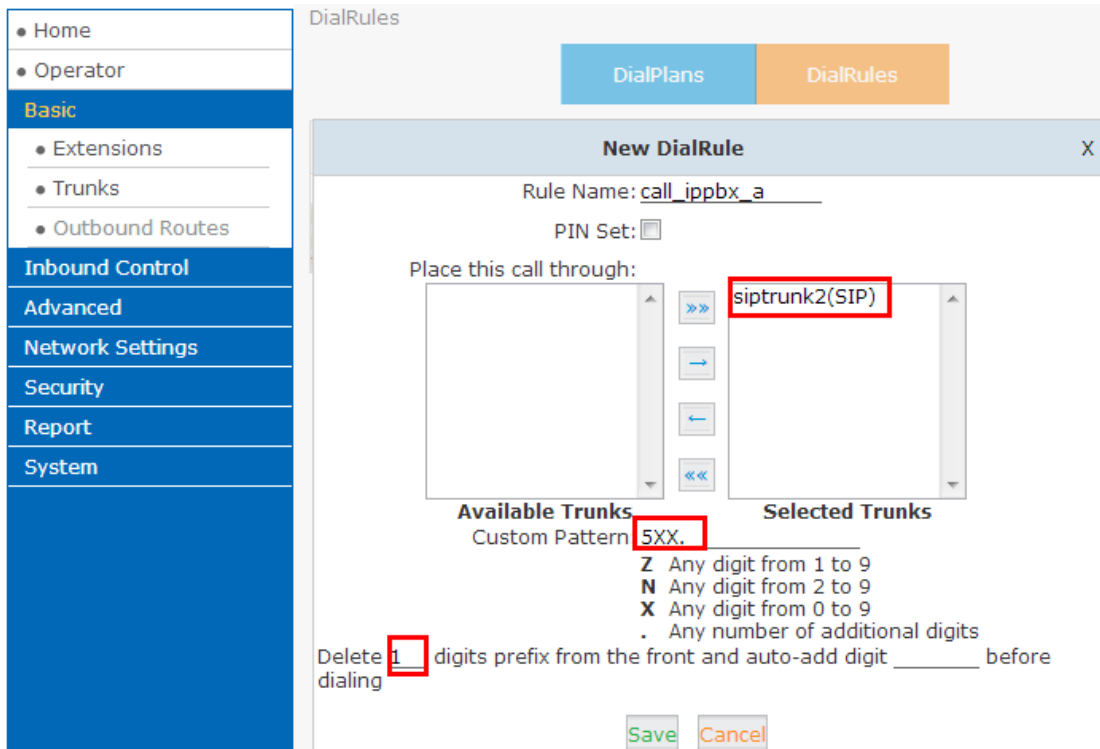 DialRules
• Home
• Operator
Basic
• Extensions
• Trunks
• Outbound Routes
Inbound Control
Advanced
Network Settings
Security
Report
System
DialPlans
DialRules
New DialRule X
Rule Name: call_ippbx_a
PIN Set:
Place this call through:
siptrunk2(SIP)
»»
→
←
««
Available Trunks Selected Trunks
Custom Pattern: 5XX.
Z Any digit from 1 to 9
N Any digit from 2 to 9
X Any digit from 0 to 9
. Any number of additional digits
Delete 1 digits prefix from the front and auto-add digit ________ before
dialing
Save Cancel